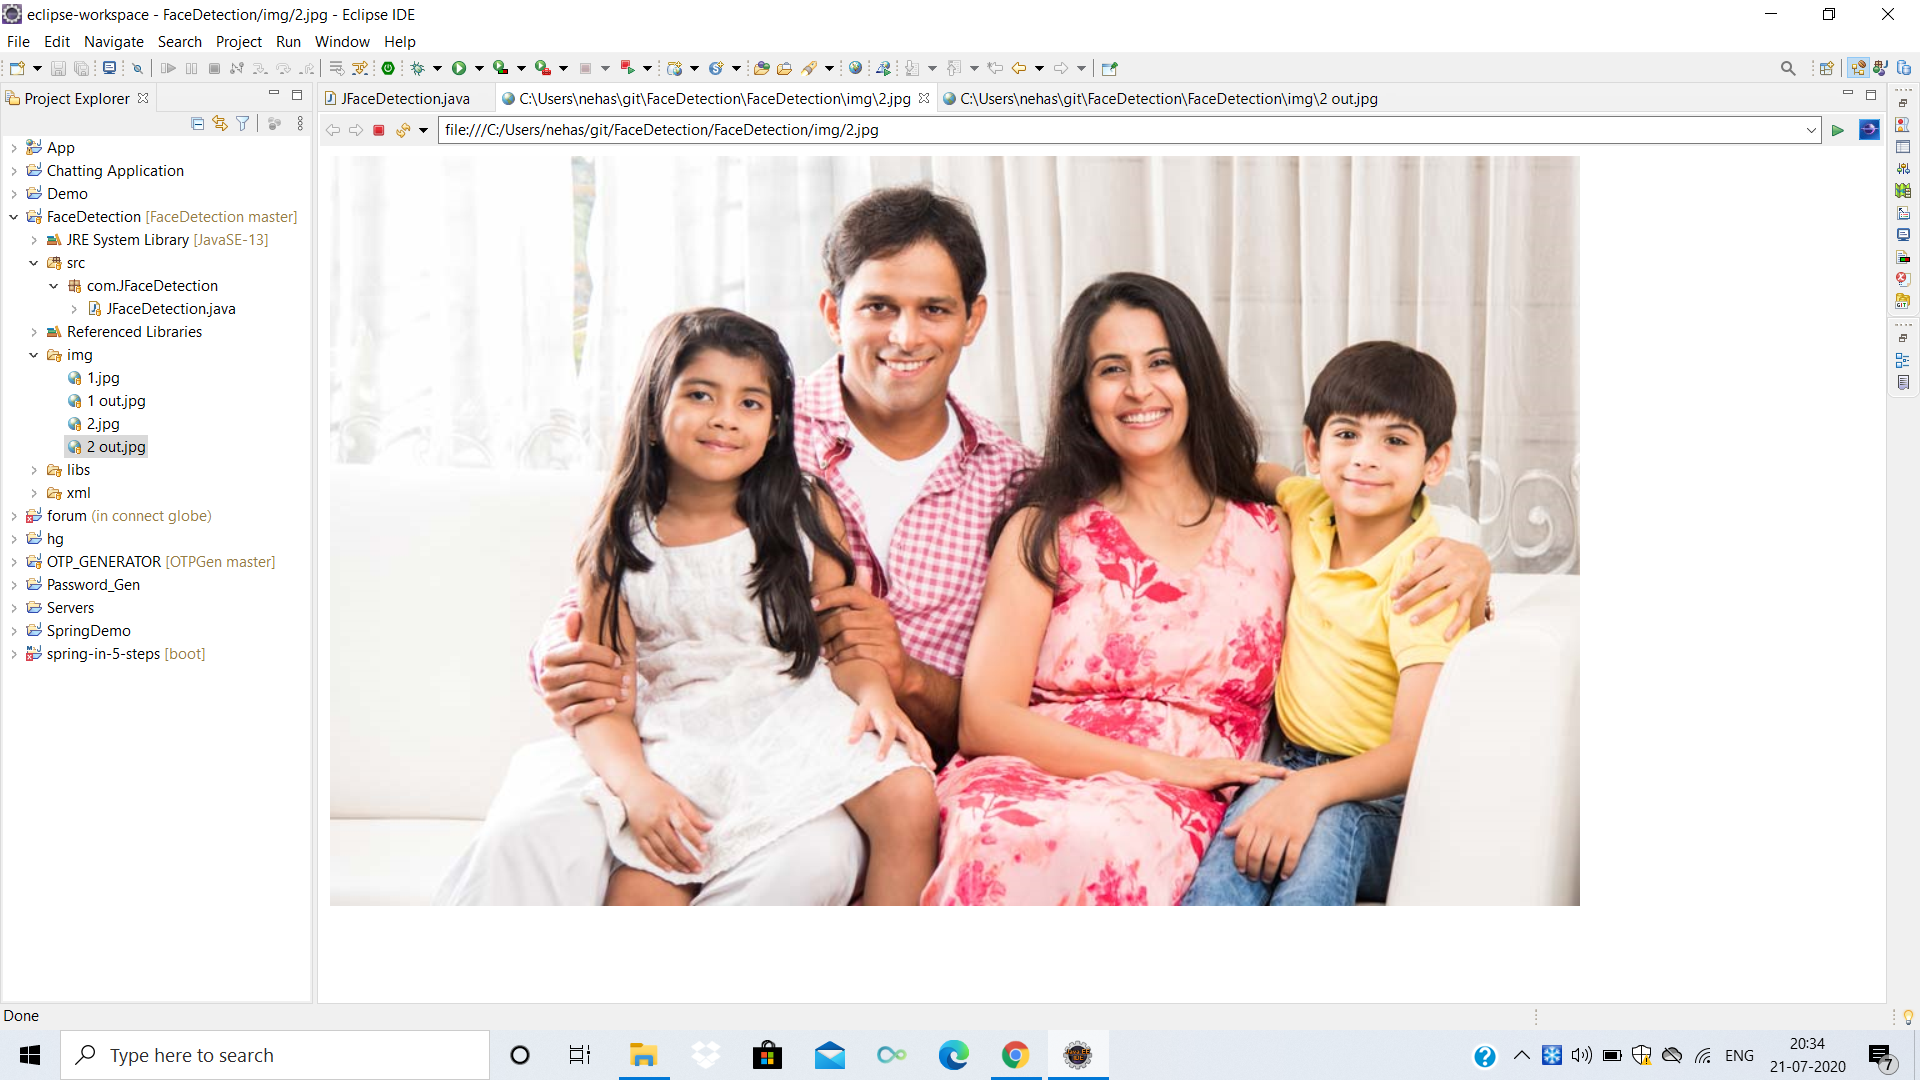 eclipse-workspace - FaceDetection/img/2.jpg - Eclipse IDE
File Edit Navigate Search Project Run Window Help
Project Explorer
JFaceDetection.java
C:\Users\nehas\git\FaceDetection\FaceDetection\img\2.jpg
C:\Users\nehas\git\FaceDetection\FaceDetection\img\2 out.jpg
file:///C:/Users/nehas/git/FaceDetection/FaceDetection/img/2.jpg
App
Chatting Application
Demo
FaceDetection [FaceDetection master]
JRE System Library [JavaSE-13]
src
com.JFaceDetection
JFaceDetection.java
Referenced Libraries
img
1.jpg
1 out.jpg
2.jpg
2 out.jpg
libs
xml
forum (in connect globe)
hg
OTP_GENERATOR [OTPGen master]
Password_Gen
Servers
SpringDemo
spring-in-5-steps [boot]
Done
Type here to search
ENG
20:34
21-07-2020
7